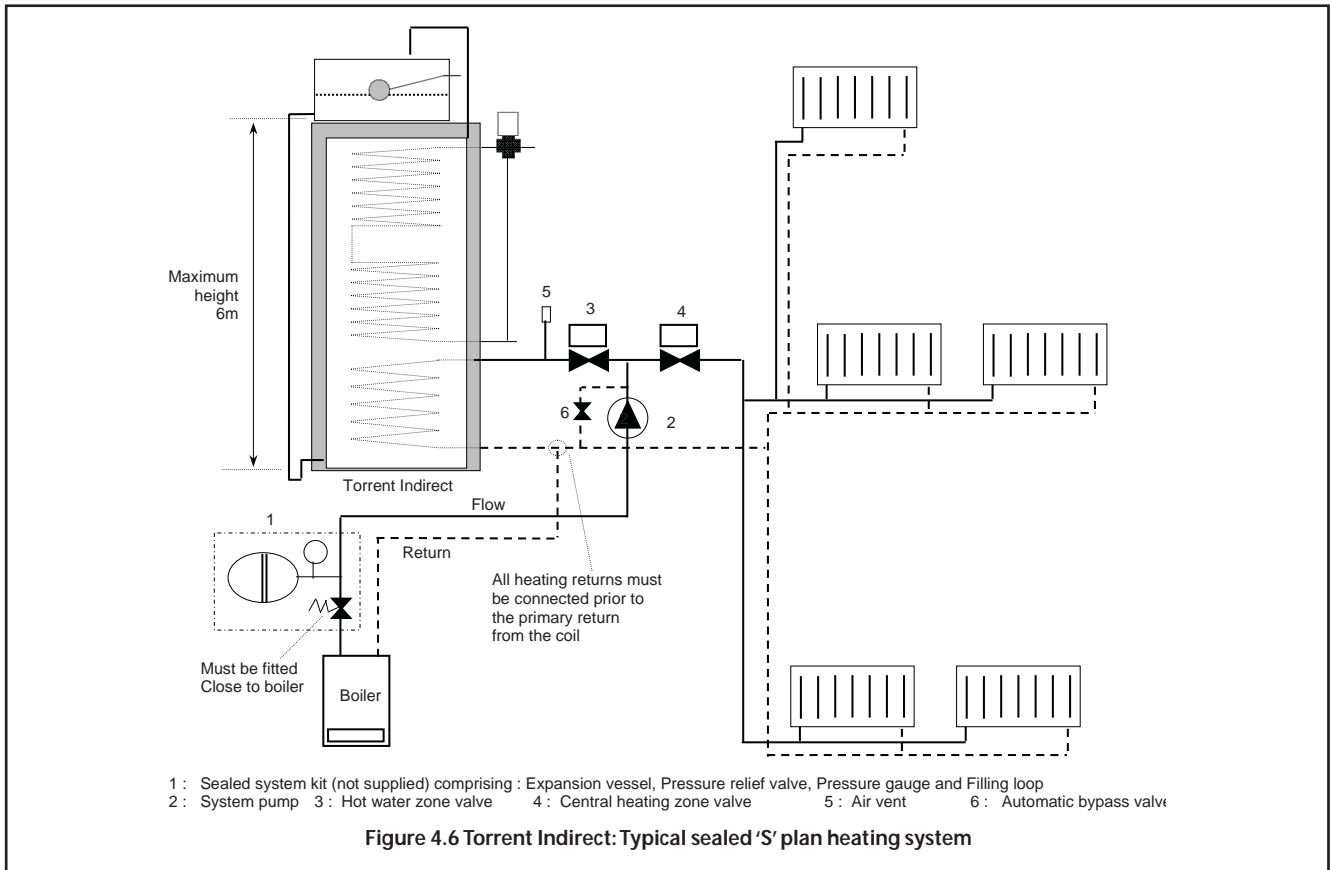 Maximum
height
6m
5
3
4
6
2
2
Torrent Indirect
Flow
1
Return
All heating returns must
be connected prior to
the primary return
from the coil
Must be fitted
Close to boiler
Boiler
1 : Sealed system kit (not supplied) comprising : Expansion vessel, Pressure relief valve, Pressure gauge and Filling loop
2 : System pump 3 : Hot water zone valve 4 : Central heating zone valve 5 : Air vent 6 : Automatic bypass valve
Figure 4.6 Torrent Indirect: Typical sealed ‘S’ plan heating system